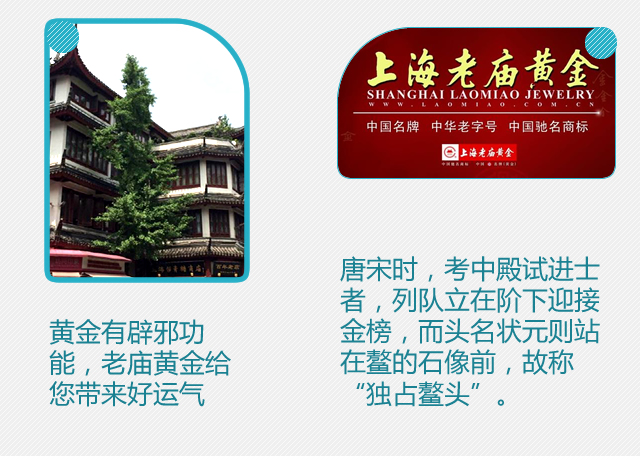 上海老庙黄金
SHANGHAI LAOMIAO JEWELRY
WWW.LAOMIAO.COM.CN
中国名牌 中华老字号 中国驰名商标
上海老庙黄金
黄金有辟邪功
能，老庙黄金给
您带来好运气
唐宋时，考中殿试进士
者，列队立在阶下迎接
金榜，而头名状元则站
在鳌的石像前，故称
“独占鳌头”。